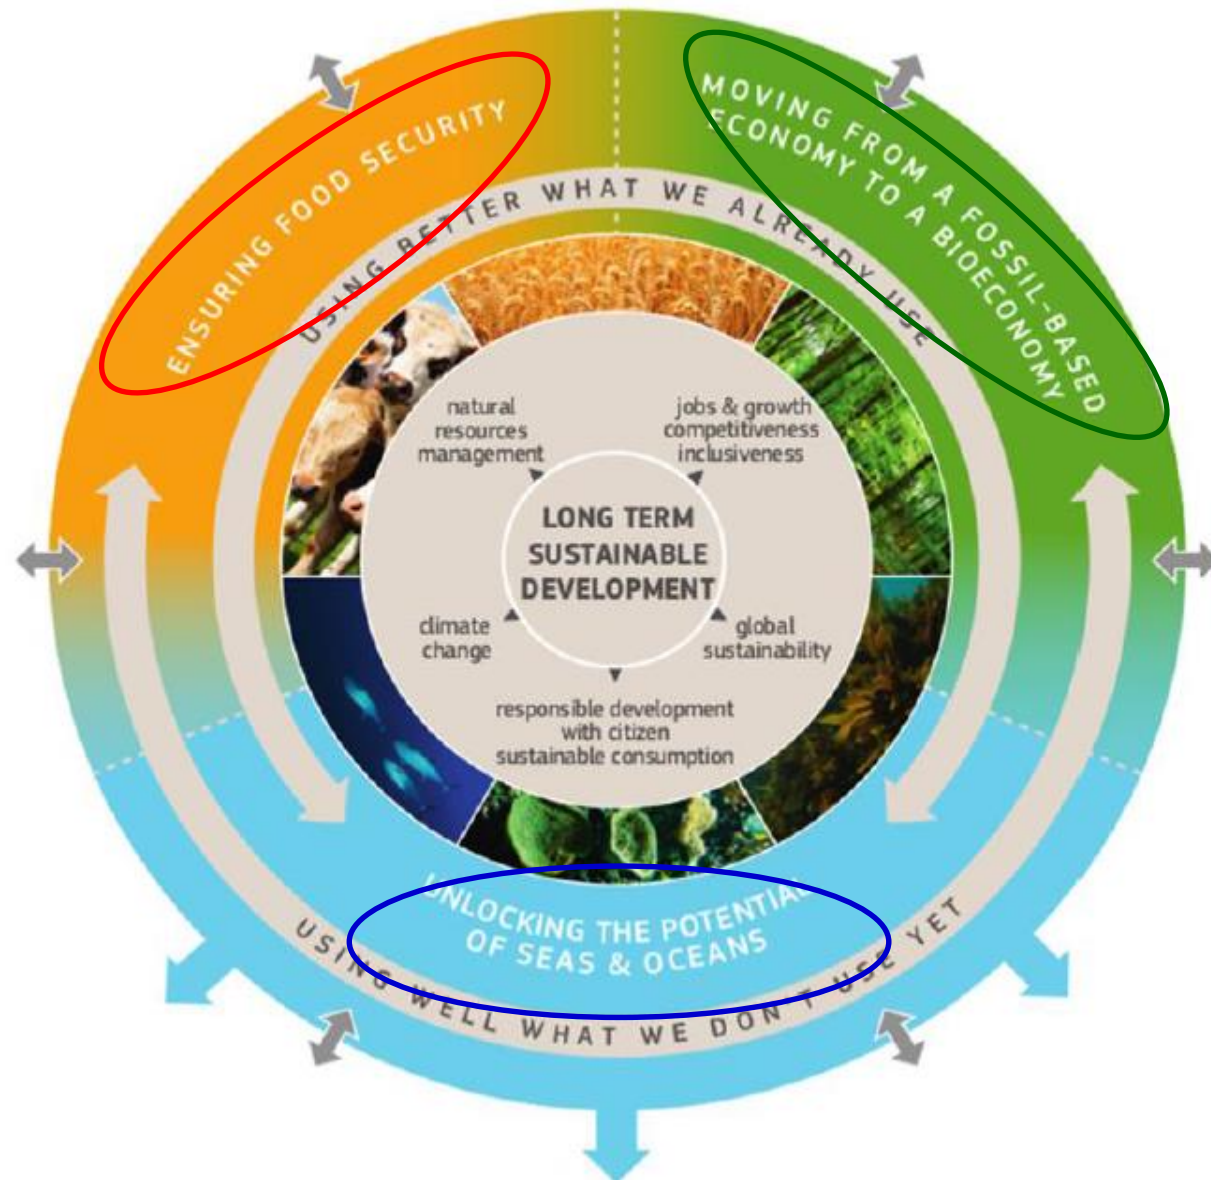 ENSURING FOOD SECURITY
MOVING FROM A FOSSIL-BASED
ECONOMY TO A BIOECONOMY
USING BETTER WHAT WE ALREADY USE
natural
resources
management
jobs & growth
competitiveness
inclusiveness
LONG TERM
SUSTAINABLE
DEVELOPMENT
climate
change
global
sustainability
responsible development
with citizen
sustainable consumption
UNLOCKING THE POTENTIAL
OF SEAS & OCEANS
USING WELL WHAT WE DON'T USE YET